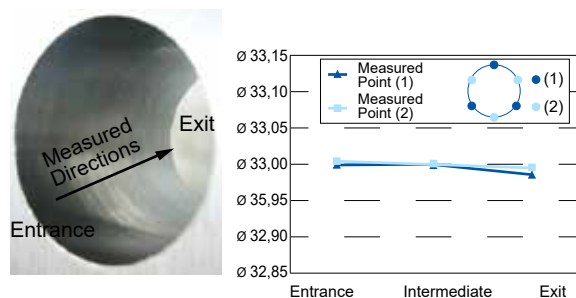 Exit
Measured
Directions
Entrance
Ø 33,15
Ø 33,10
Ø 33,05
Ø 33,00
Ø 35,95
Ø 32,90
Ø 32,85
Measured
Point (1)
Measured
Point (2)
(1)
(2)
Entrance Intermediate Exit